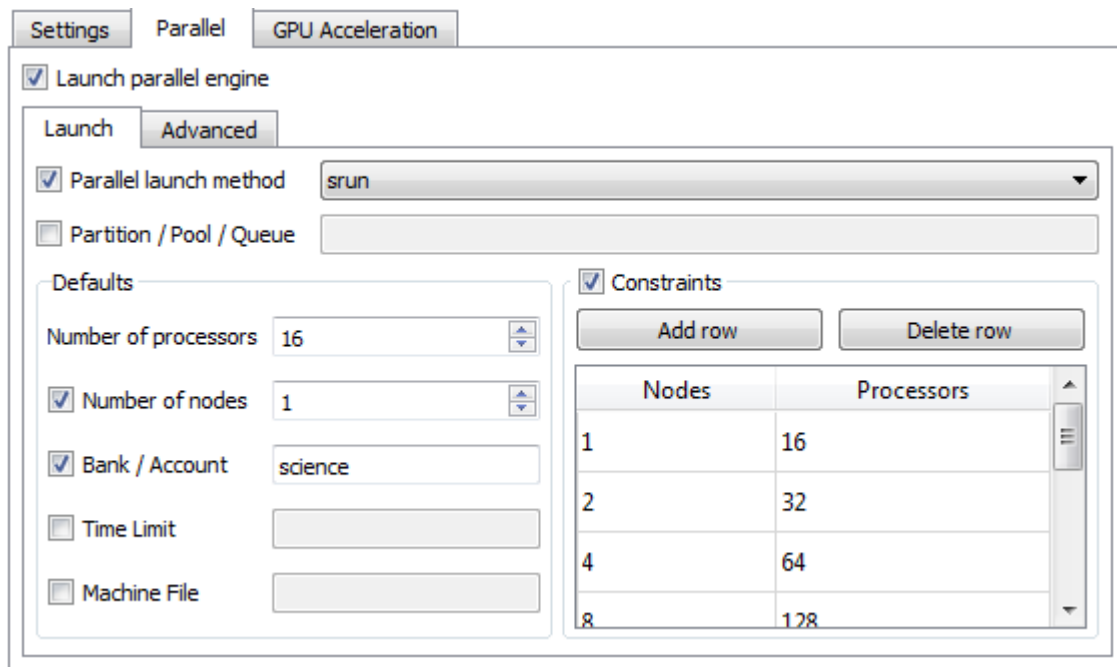 Settings Parallel GPU Acceleration
Launch parallel engine
Launch Advanced
Parallel launch method srun
Partition / Pool / Queue
Defaults
Number of processors 16
Number of nodes 1
Bank / Account science
Time Limit
Machine File
Constraints
Add row Delete row
Nodes Processors
1 16
2 32
4 64
8 128